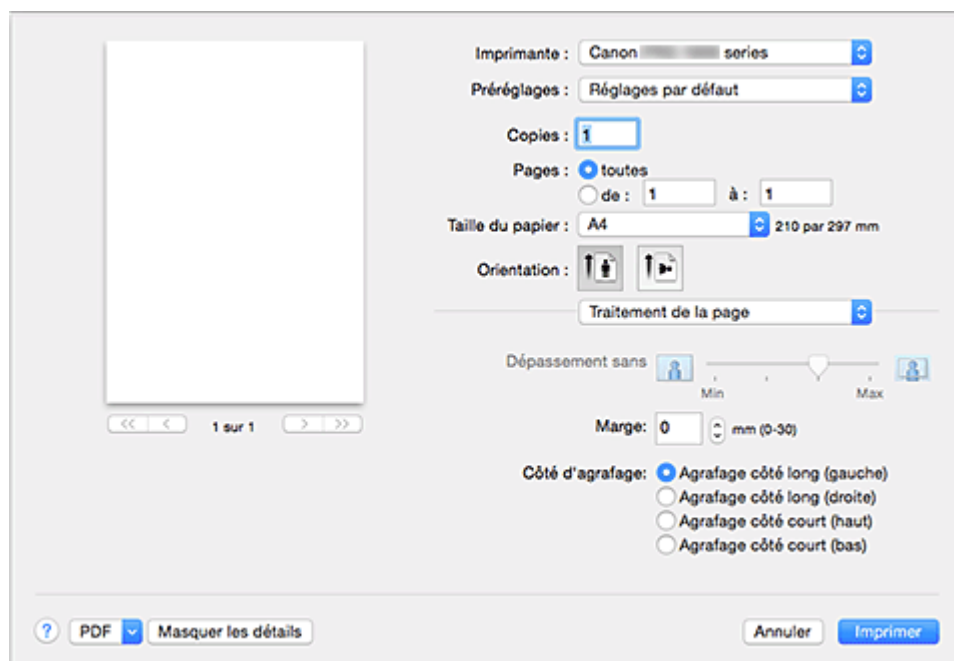 Imprimante : Canon series
Préréglages : Réglages par défaut
Copies : 1
Pages : toutes
de : 1 à : 1
Taille du papier : A4 210 par 297 mm
Orientation :
Traitement de la page
Dépassement sans
Min Max
Marge: 0 mm (0-30)
Côté d'agrafage: Agrafage côté long (gauche)
Agrafage côté long (droite)
Agrafage côté court (haut)
Agrafage côté court (bas)
<< < 1 sur 1 > >>
? PDF Masquer les détails Annuler Imprimer